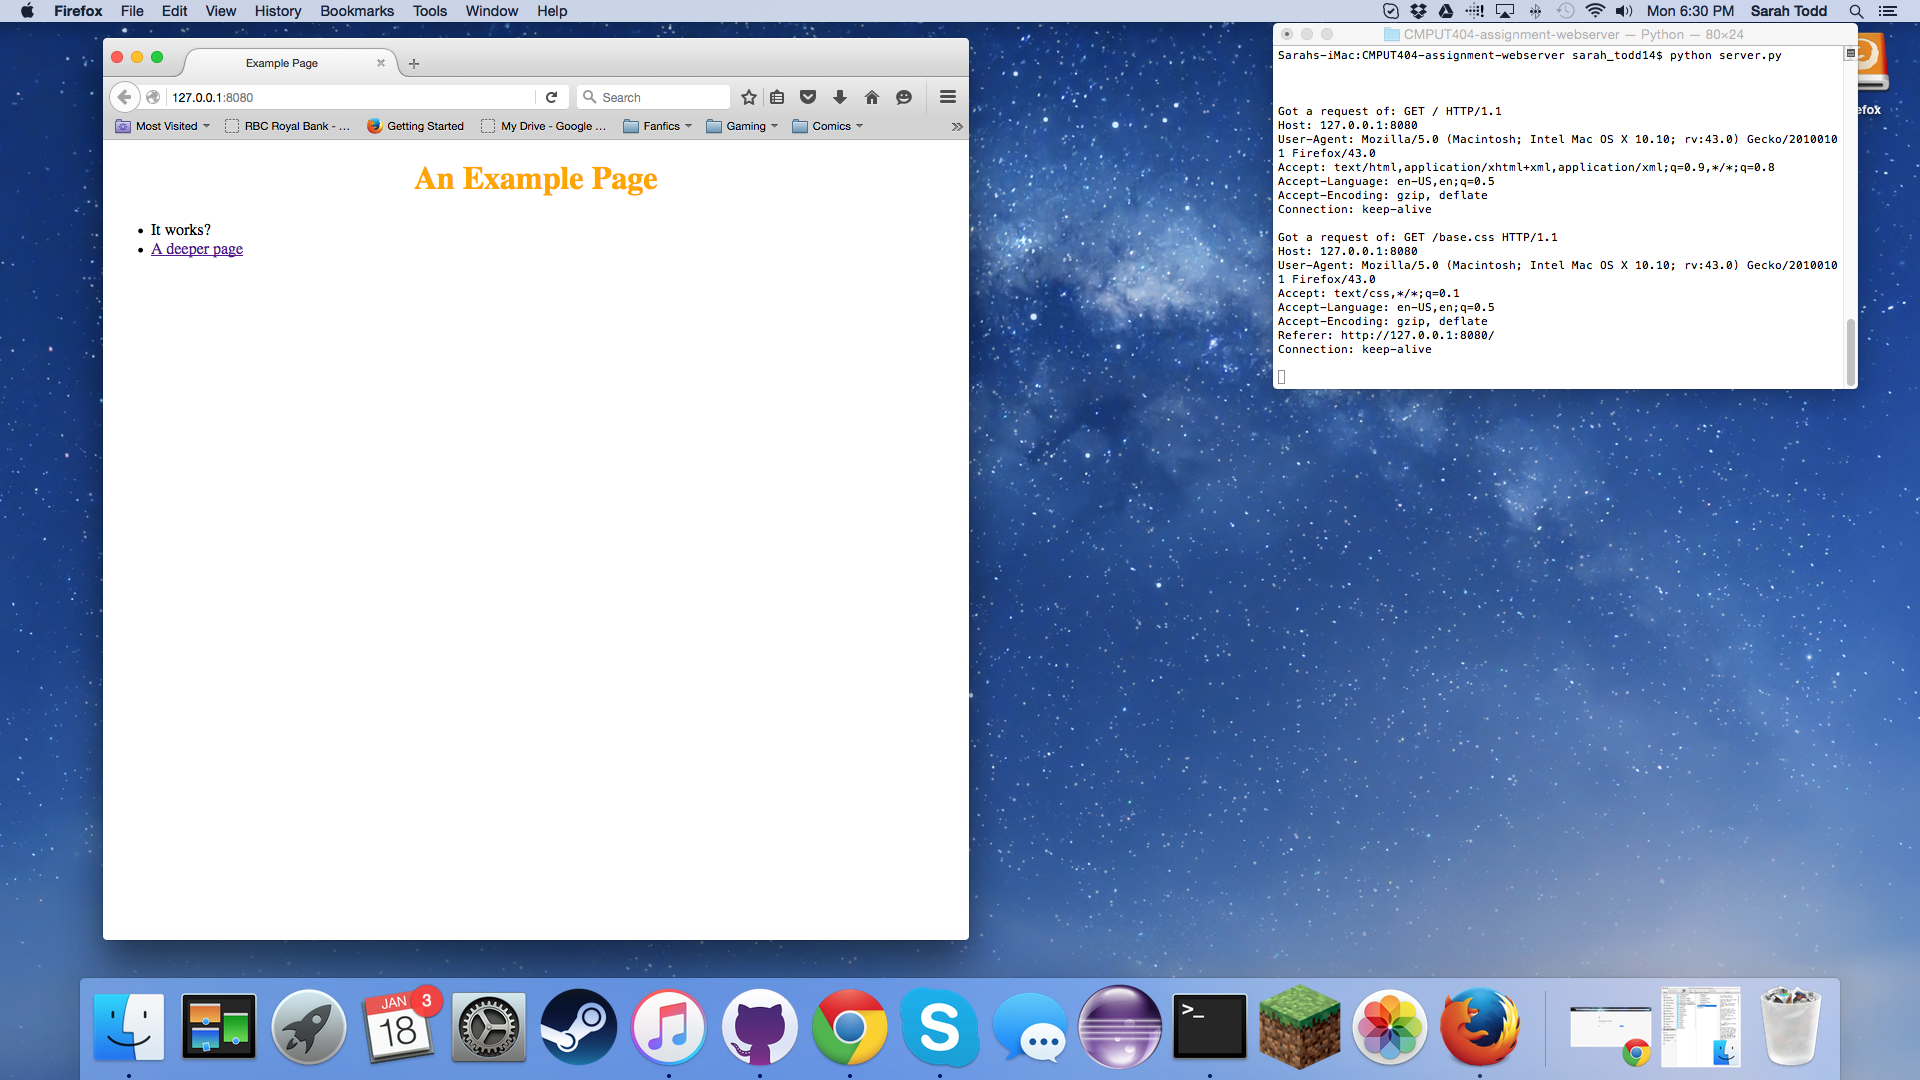 Firefox File Edit View History Bookmarks Tools Window Help
Mon 6:30 PM Sarah Todd
Example Page
127.0.0.1:8080
Search
Most Visited
RBC Royal Bank - ...
Getting Started
My Drive - Google ...
Fanfics
Gaming
Comics
An Example Page
It works?
A deeper page
CMPUT404-assignment-webserver — Python — 80×24
Sarahs-iMac:CMPUT404-assignment-webserver sarah_todd14$ python server.py
Got a request of: GET / HTTP/1.1
Host: 127.0.0.1:8080
User-Agent: Mozilla/5.0 (Macintosh; Intel Mac OS X 10.10; rv:43.0) Gecko/2010010
1 Firefox/43.0
Accept: text/html,application/xhtml+xml,application/xml;q=0.9,*/*;q=0.8
Accept-Language: en-US,en;q=0.5
Accept-Encoding: gzip, deflate
Connection: keep-alive
Got a request of: GET /base.css HTTP/1.1
Host: 127.0.0.1:8080
User-Agent: Mozilla/5.0 (Macintosh; Intel Mac OS X 10.10; rv:43.0) Gecko/2010010
1 Firefox/43.0
Accept: text/css,*/*;q=0.1
Accept-Language: en-US,en;q=0.5
Accept-Encoding: gzip, deflate
Referer: http://127.0.0.1:8080/
Connection: keep-alive
efox
JAN
3
18
S
>_